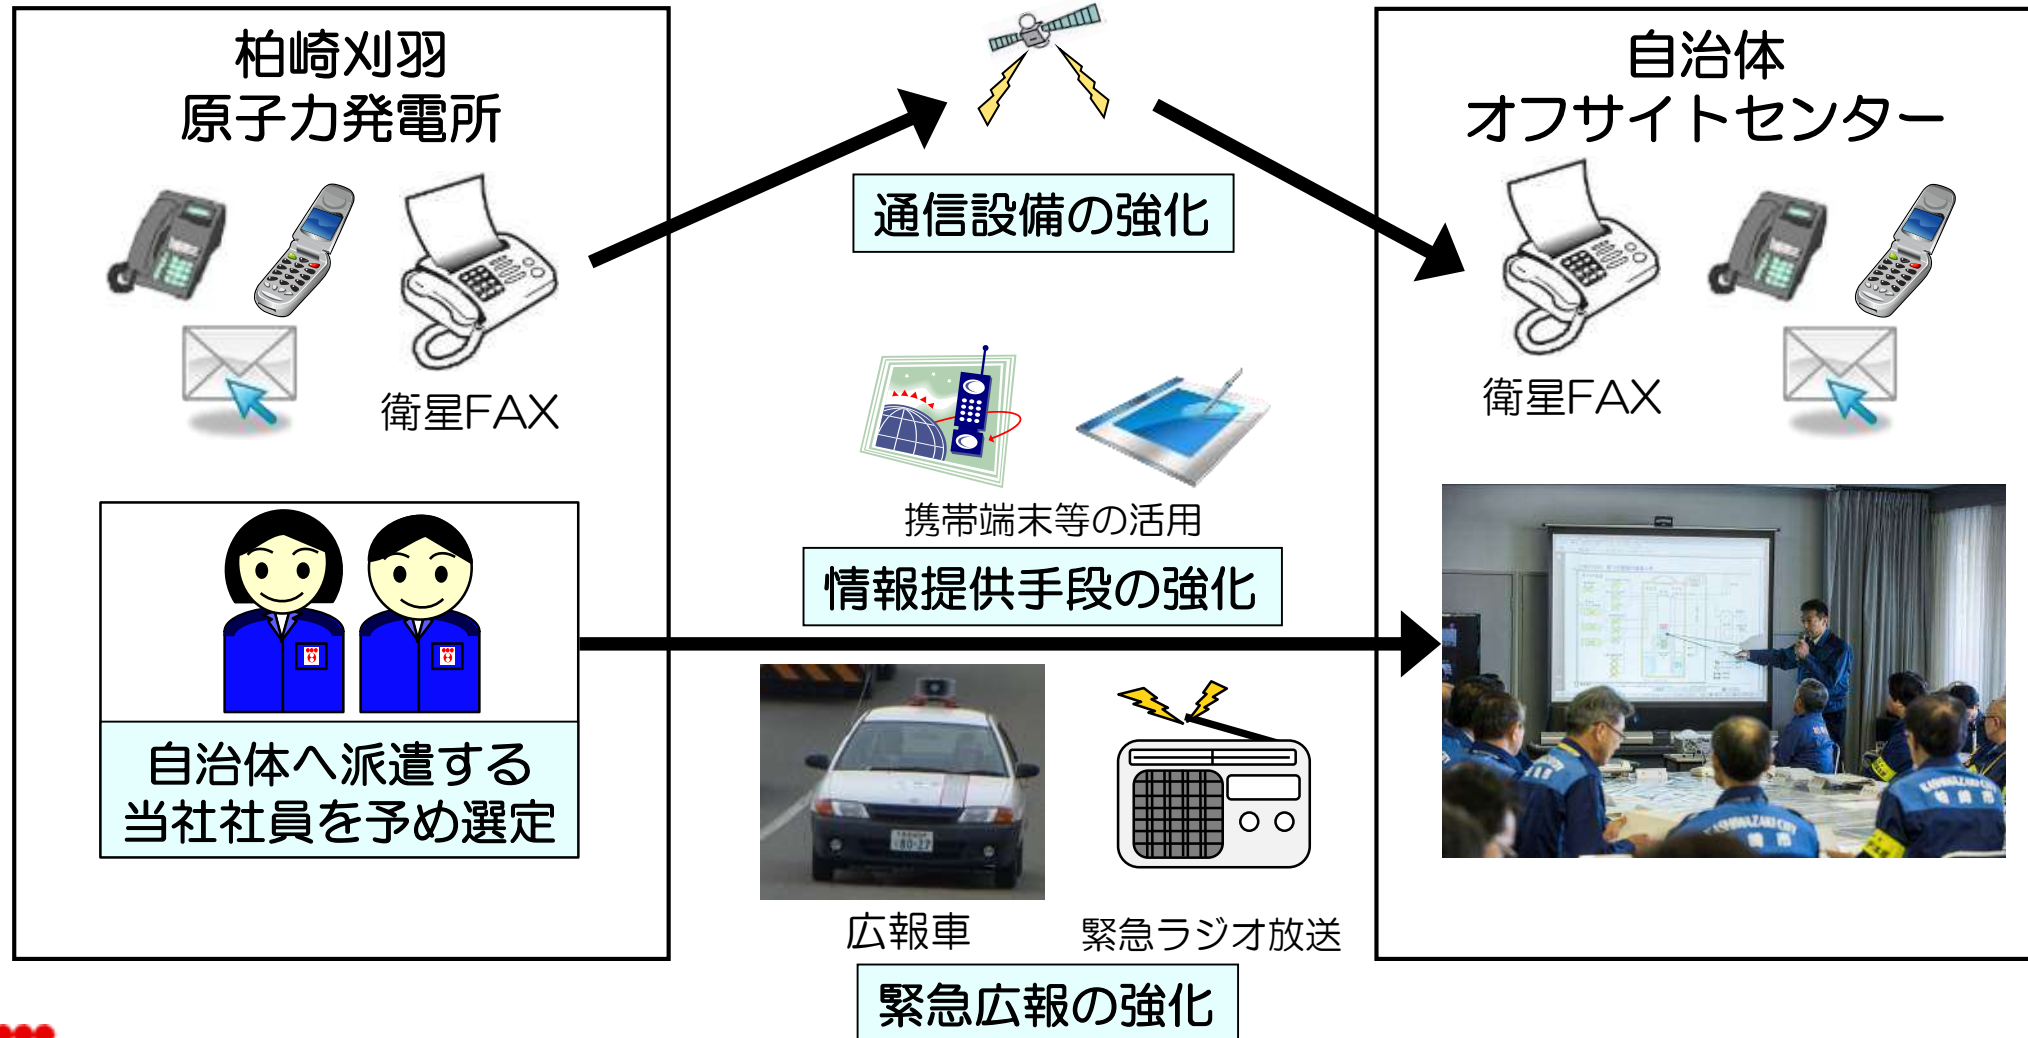 柏崎刈羽
原子力発電所
衛星FAX
自治体へ派遣する
当社社員を予め選定
通信設備の強化
携帯端末等の活用
情報提供手段の強化
広報車
緊急ラジオ放送
緊急広報の強化
自治体
オフサイトセンター
衛星FAX
80-27
KASHIWAZAKI CITY